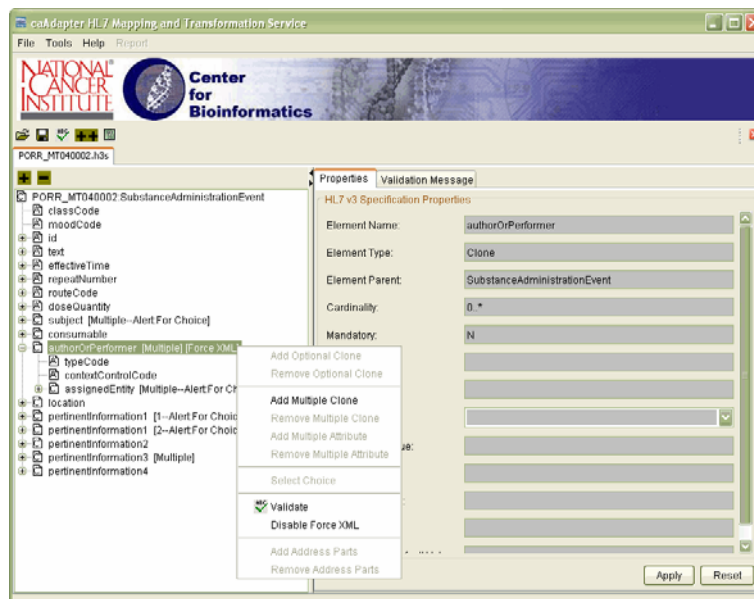 caAdapter HL7 Mapping and Transformation Service
File Tools Help Report
NATIONAL
CANCER
INSTITUTE
Center
for
Bioinformatics
PORR_MT040002.h3s
PORR_MT040002.SubstanceAdministrationEvent
classCode
moodCode
id
text
effectiveTime
repeatNumber
routeCode
doseQuantity
subject [Multiple--Alert:For Choice]
consumable
authorOrPerformer [Multiple] [Force XML]
typeCode
contextControlCode
assignedEntity [Multiple--Alert:For Ch
location
pertinentInformation1 [1--Alert:For Choic
pertinentInformation1 [2--Alert:For Choic
pertinentInformation2
pertinentInformation3 [Multiple]
pertinentInformation4
Add Optional Clone
Remove Optional Clone
Add Multiple Clone
Remove Multiple Clone
Add Multiple Attribute
Remove Multiple Attribute
Select Choice
Validate
Disable Force XML
Add Address Parts
Remove Address Parts
Properties Validation Message
HL7 v3 Specification Properties
Element Name: authorOrPerformer
Element Type: Clone
Element Parent: SubstanceAdministrationEvent
Cardinality: 0..*
Mandatory: N
ue:
Apply Reset